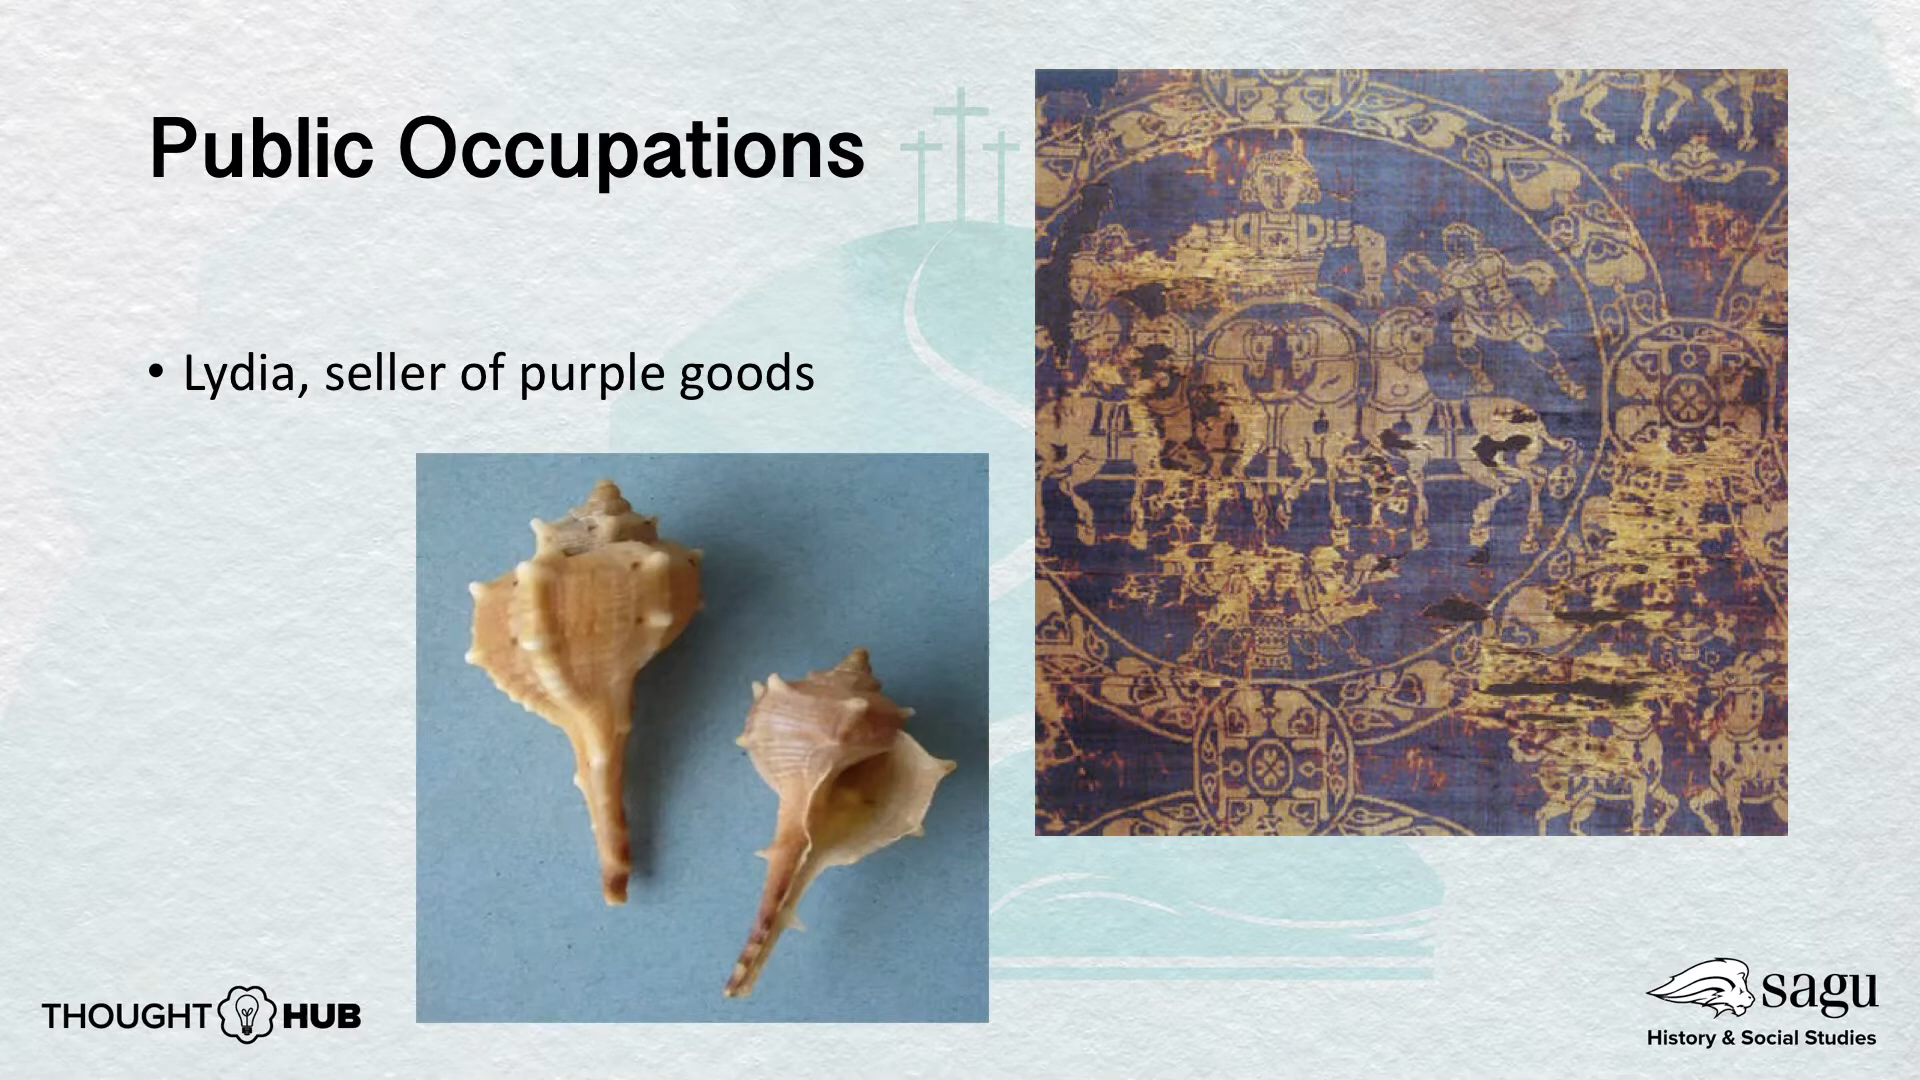 Public Occupations
• Lydia, seller of purple goods
THOUGHT HUB
sagu
History & Social Studies